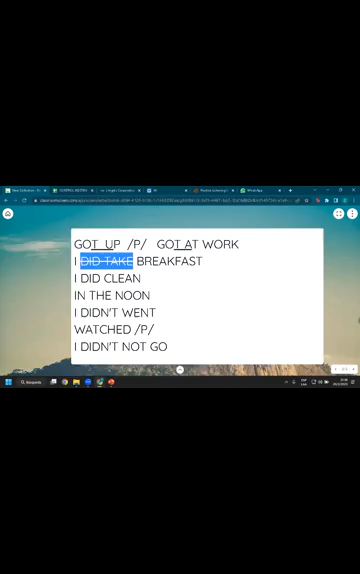 GOT UP /P/ GOT AT WORK
I DID TAKE BREAKFAST
I DID CLEAN
IN THE NOON
I DIDN'T WENT
WATCHED /P/
I DIDN'T NOT GO
Búsqueda